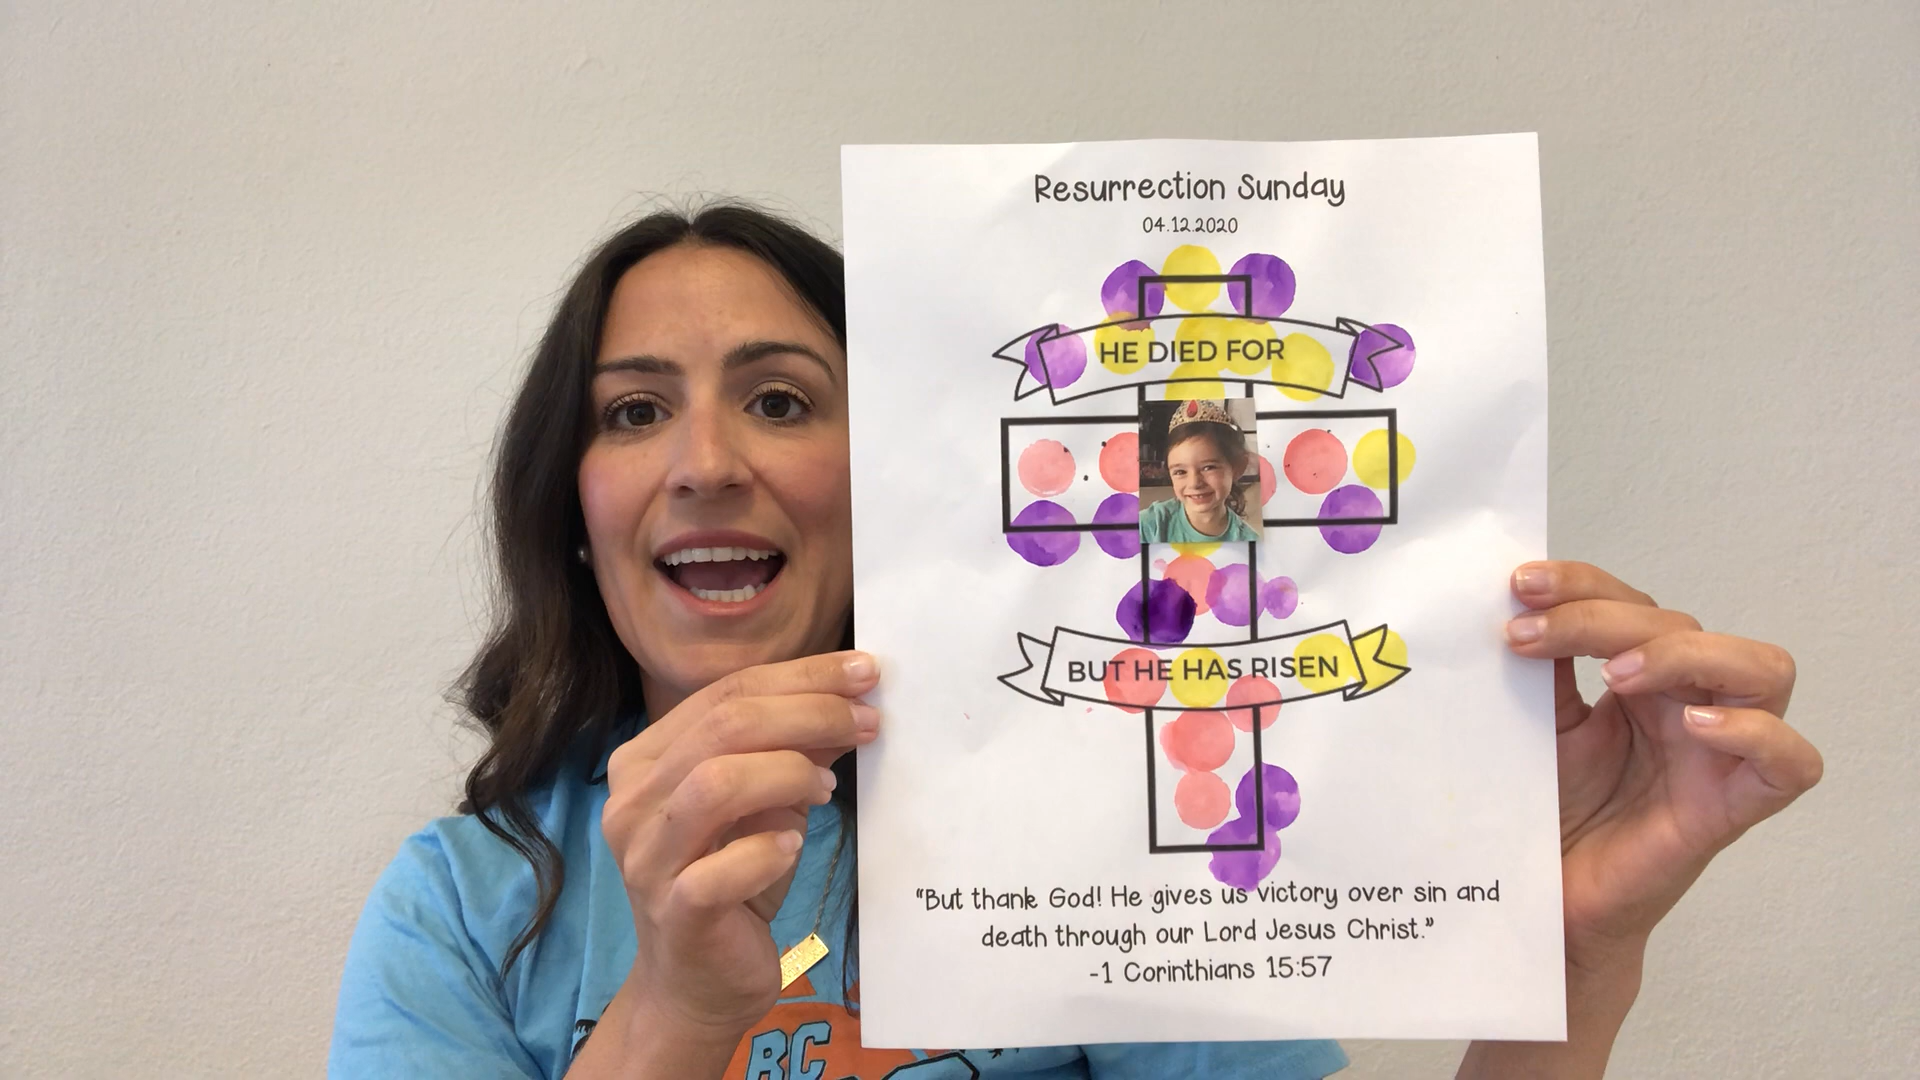 Resurrection Sunday
04.12.2020
HE DIED FOR
BUT HE HAS RISEN
“But thank God! He gives us victory over sin and
death through our Lord Jesus Christ.”
-1 Corinthians 15:57
BC